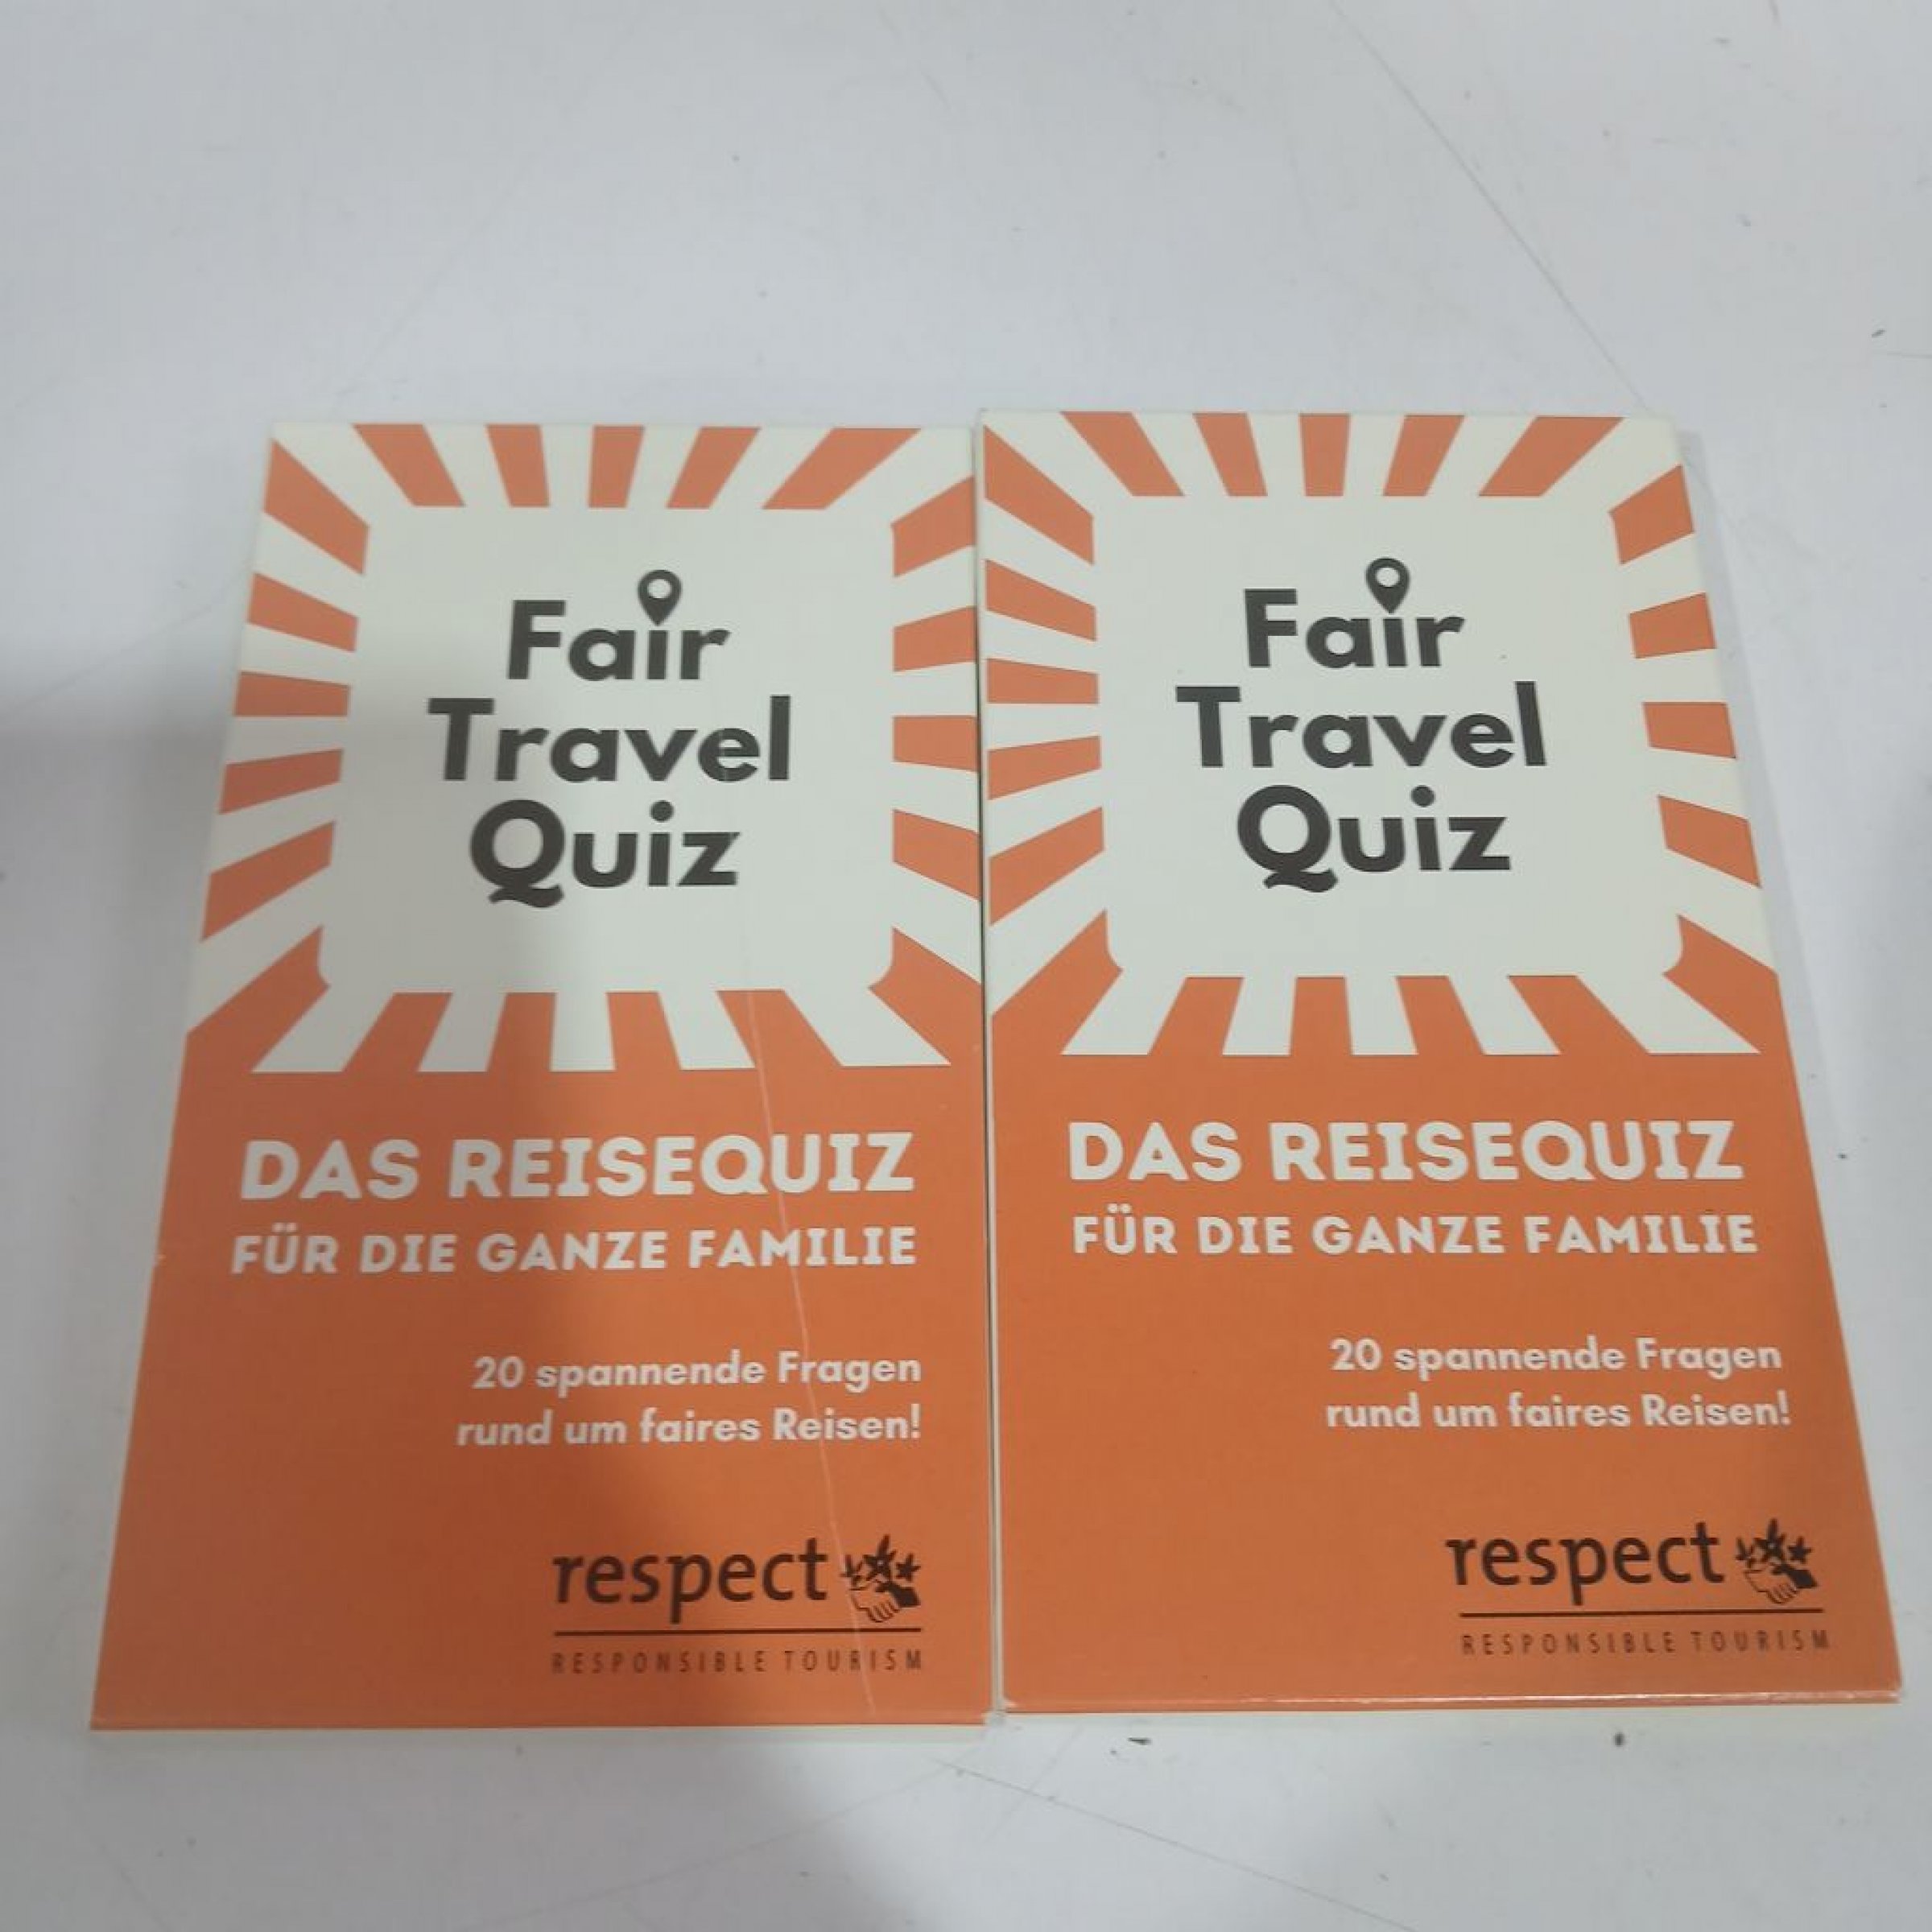 Fair
Travel
Quiz
DAS REISEQUIZ
FÜR DIE GANZE FAMILIE
20 spannende Fragen
rund um faires Reisen!
respect
RESPONSIBLE TOURISM
Fair
Travel
Quiz
DAS REISEQUIZ
FÜR DIE GANZE FAMILIE
20 spannende Fragen
rund um faires Reisen!
respect
RESPONSIBLE TOURISM